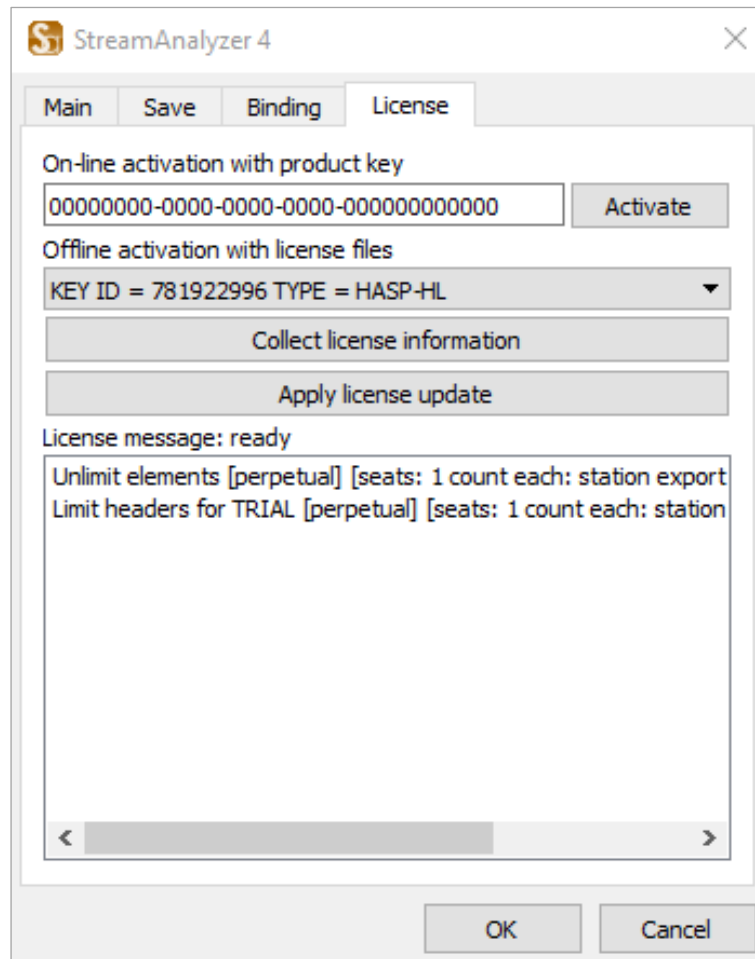 StreamAnalyzer 4
Main Save Binding License
On-line activation with product key
00000000-0000-0000-0000-000000000000 Activate
Offline activation with license files
KEY ID = 781922996 TYPE = HASP-HL
Collect license information
Apply license update
License message: ready
Unlimit elements [perpetual] [seats: 1 count each: station export
Limit headers for TRIAL [perpetual] [seats: 1 count each: station
OK Cancel